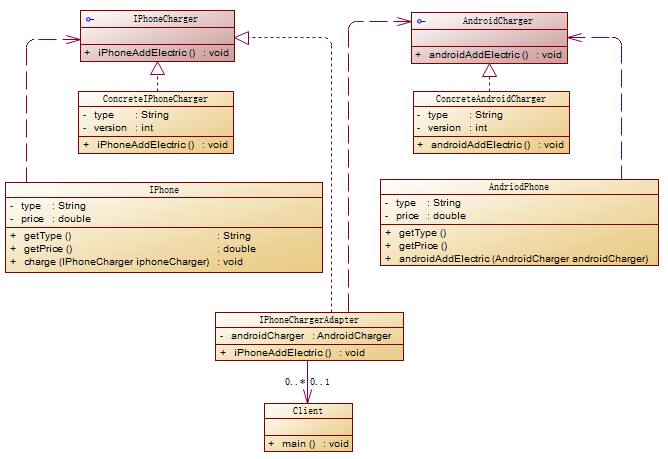 IPhoneCharger
+ iPhoneAddElectric () : void
AndroidCharger
+ androidAddElectric () : void
ConcreteIPhoneCharger
- type : String
- version : int
+ iPhoneAddElectric () : void
ConcreteAndroidCharger
- type : String
- version : int
+ androidAddElectric () : void
IPhone
- type : String
- price : double
+ getType () : String
+ getPrice () : double
+ charge (IPhoneCharger iphoneCharger) : void
AndriodPhone
- type : String
- price : double
+ getType ()
+ getPrice ()
+ androidAddElectric (AndroidCharger androidCharger)
IPhoneChargerAdapter
- androidCharger : AndroidCharger
+ iPhoneAddElectric () : void
0..* 0..1
Client
+ main () : void